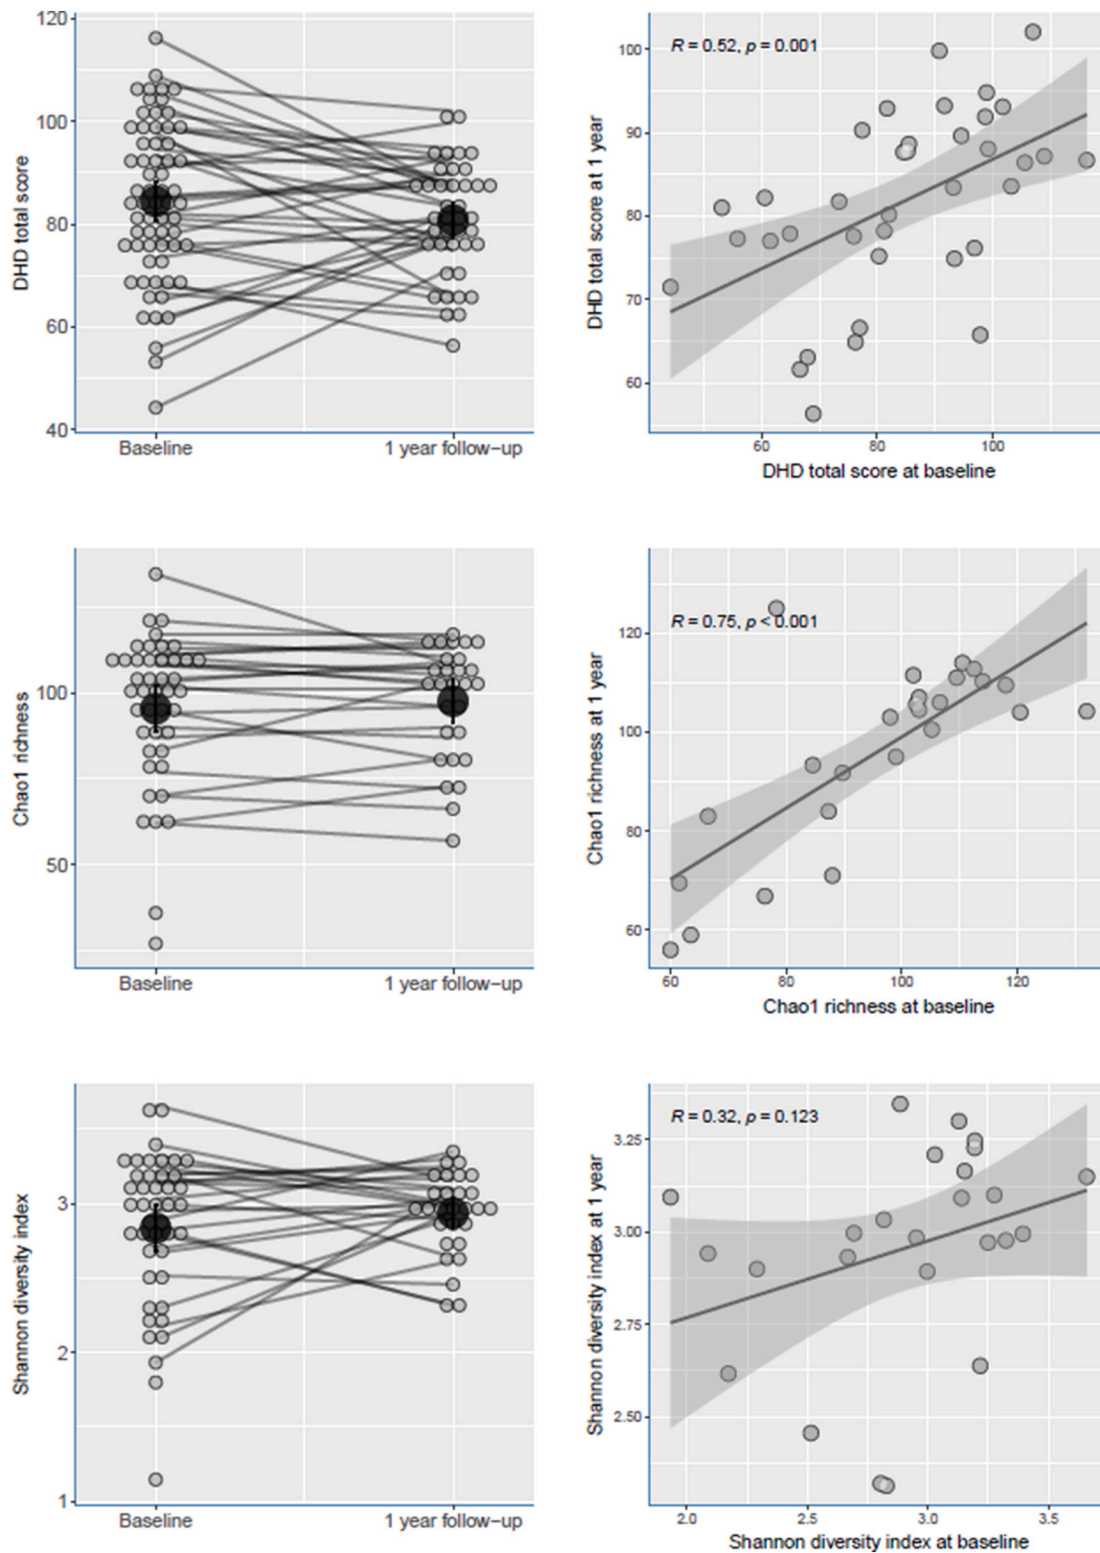 120
100
80
60
40
DHD total score
Baseline
1 year follow-up
R = 0.52, p = 0.001
100
90
80
70
60
DHD total score at 1 year
60
80
100
DHD total score at baseline
100
50
Chao1 richness
Baseline
1 year follow-up
R = 0.75, p < 0.001
120
100
80
60
Chao1 richness at 1 year
60
80
100
120
Chao1 richness at baseline
3
2
1
Shannon diversity index
Baseline
1 year follow-up
R = 0.32, p = 0.123
3.25
3.00
2.75
2.50
Shannon diversity index at 1 year
2.0
2.5
3.0
3.5
Shannon diversity index at baseline